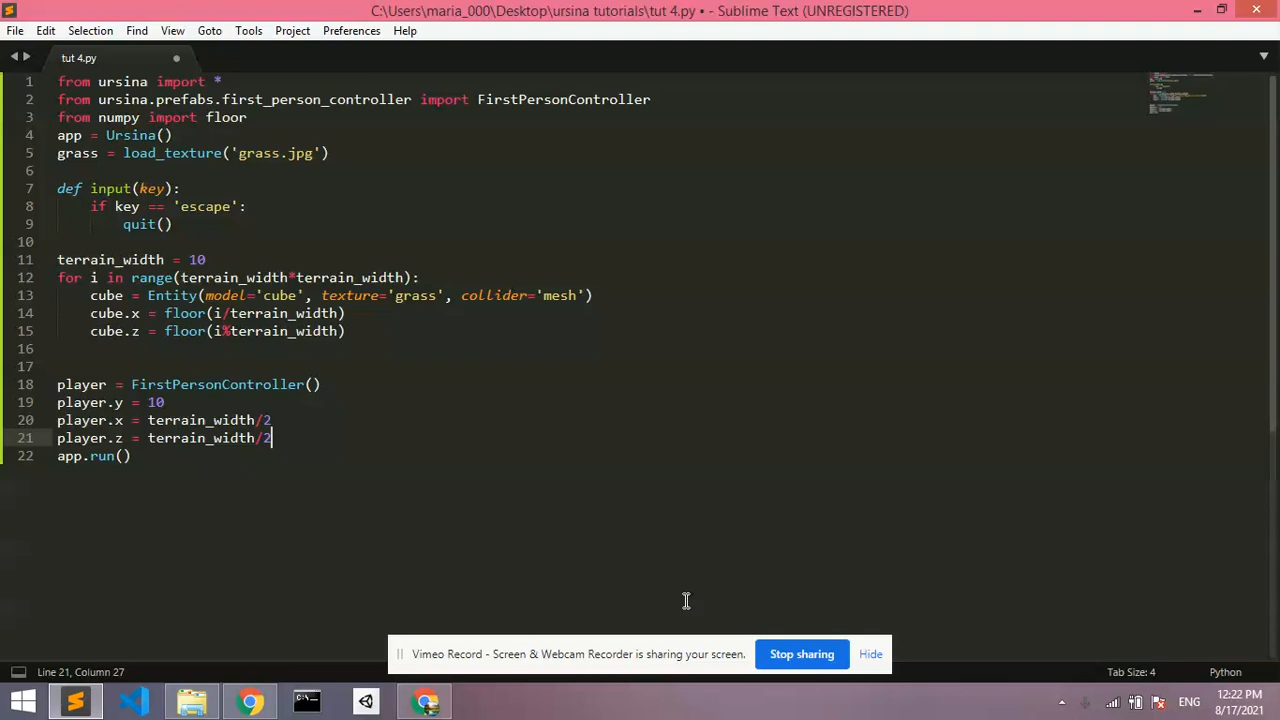 C:\Users\maria_000\Desktop\ursina tutorials\tut 4.py • - Sublime Text (UNREGISTERED)
File Edit Selection Find View Goto Tools Project Preferences Help
tut 4.py
1 from ursina import *
2 from ursina.prefabs.first_person_controller import FirstPersonController
3 from numpy import floor
4 app = Ursina()
5 grass = load_texture('grass.jpg')
6
7 def input(key):
8 if key == 'escape':
9 quit()
10
11 terrain_width = 10
12 for i in range(terrain_width*terrain_width):
13 cube = Entity(model='cube', texture='grass', collider='mesh')
14 cube.x = floor(i/terrain_width)
15 cube.z = floor(i%terrain_width)
16
17
18 player = FirstPersonController()
19 player.y = 10
20 player.x = terrain_width/2
21 player.z = terrain_width/2
22 app.run()
Vimeo Record - Screen & Webcam Recorder is sharing your screen. Stop sharing Hide
Line 21, Column 27 Tab Size: 4 Python
ENG 12:22 PM
8/17/2021